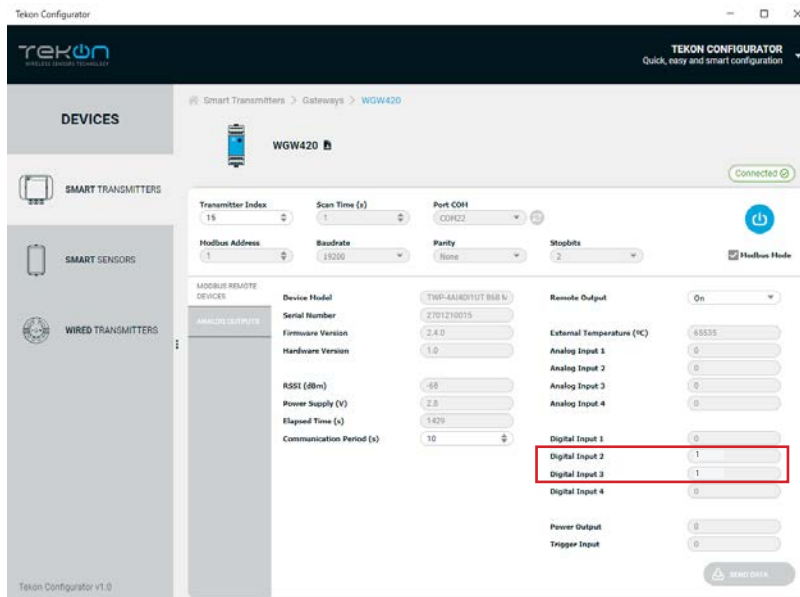 Tekon Configurator
TEKON
WIRELESS SENSORS TECHNOLOGY
TEKON CONFIGURATOR
Quick, easy and smart configuration
DEVICES
SMART TRANSMITTERS
SMART SENSORS
WIRED TRANSMITTERS
Tekon Configurator v1.0
Smart Transmitters > Gateways > WGW420
WGW420
Connected
Transmitter Index Scan Time (s) Port COM
15 1 COM22
Modbus Address Baudrate Parity Stopbits
1 19200 None 2 Modbus Mode
MODBUS REMOTE
DEVICES
ANALOG OUTPUTS
Device Model TWP-4AI4DI1UT 868 M
Serial Number 2701210015
Firmware Version 2.4.0
Hardware Version 1.0
RSSI (dBm) -68
Power Supply (V) 2.8
Elapsed Time (s) 1429
Communication Period (s) 10
Remote Output On
External Temperature (ºC) 65535
Analog Input 1 0
Analog Input 2
Analog Input 3 0
Analog Input 4 0
Digital Input 1 0
Digital Input 2 1
Digital Input 3 1
Digital Input 4 0
Power Output 0
Trigger Input 0
SEND DATA